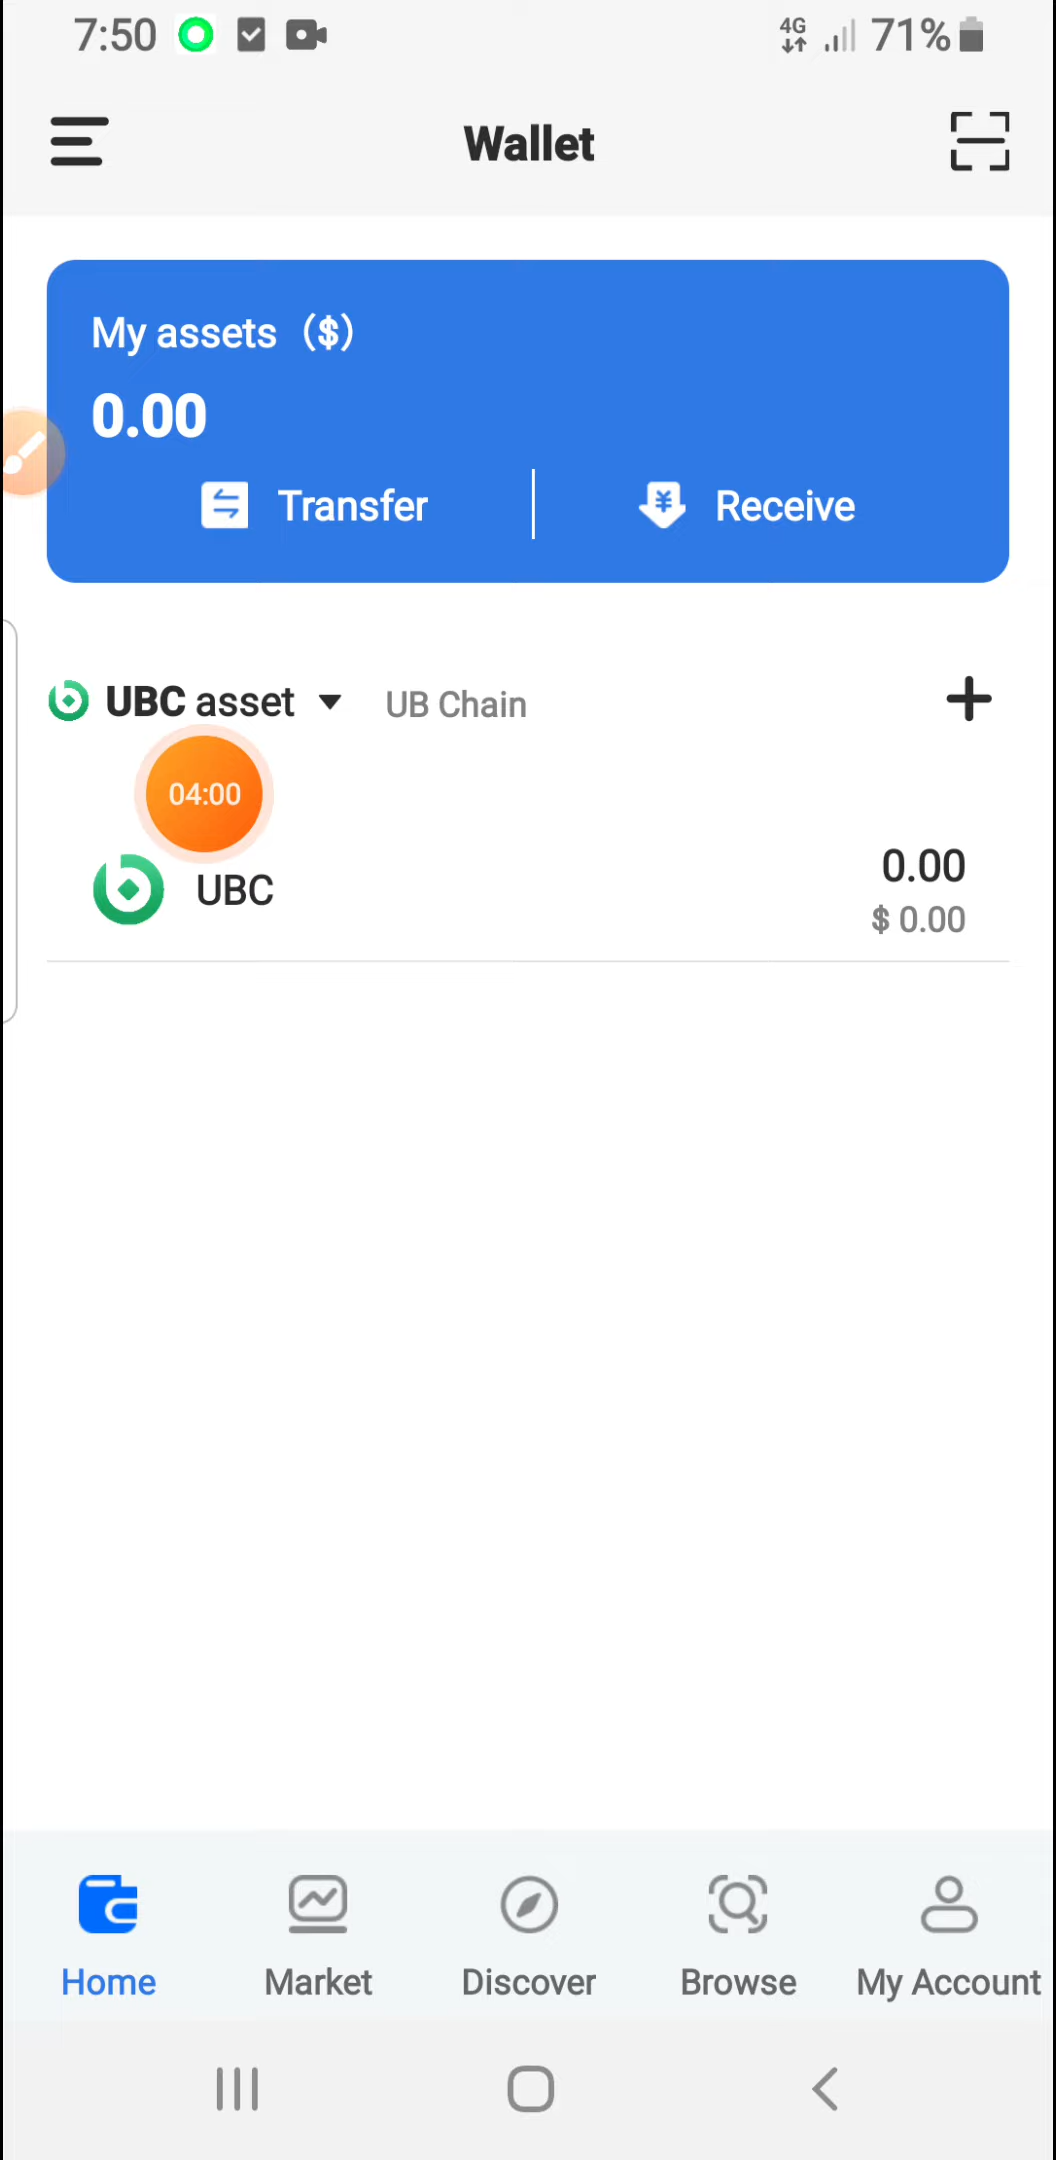 7:50 4G 71%
Wallet
My assets ($)
0.00
Transfer
Receive
UBC asset UB Chain
04:00
UBC
0.00
$ 0.00
Home Market Discover Browse My Account